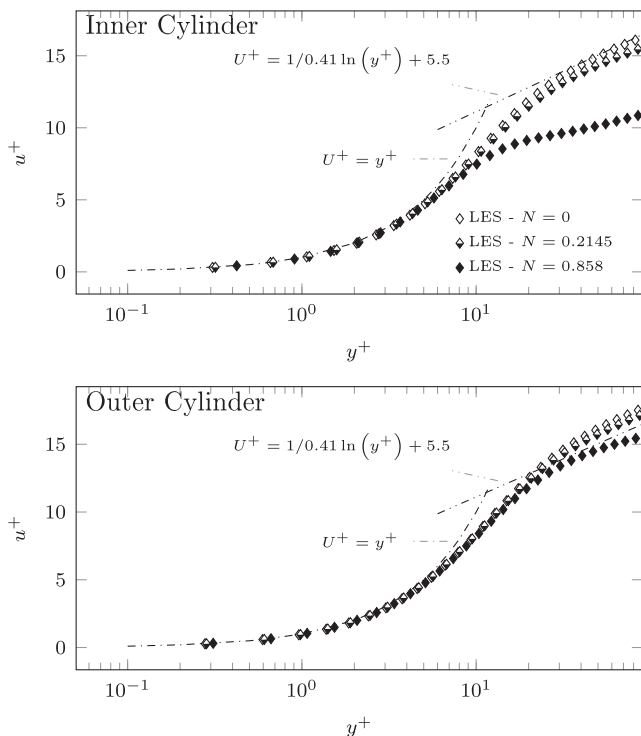 Inner Cylinder
U⁺ = 1/0.41 ln (y⁺) + 5.5
U⁺ = y⁺
LES - N = 0
LES - N = 0.2145
LES - N = 0.858
15
10
5
0
u⁺
10⁻¹ 10⁰ 10¹
y⁺
Outer Cylinder
U⁺ = 1/0.41 ln (y⁺) + 5.5
U⁺ = y⁺
15
10
5
0
u⁺
10⁻¹ 10⁰ 10¹
y⁺